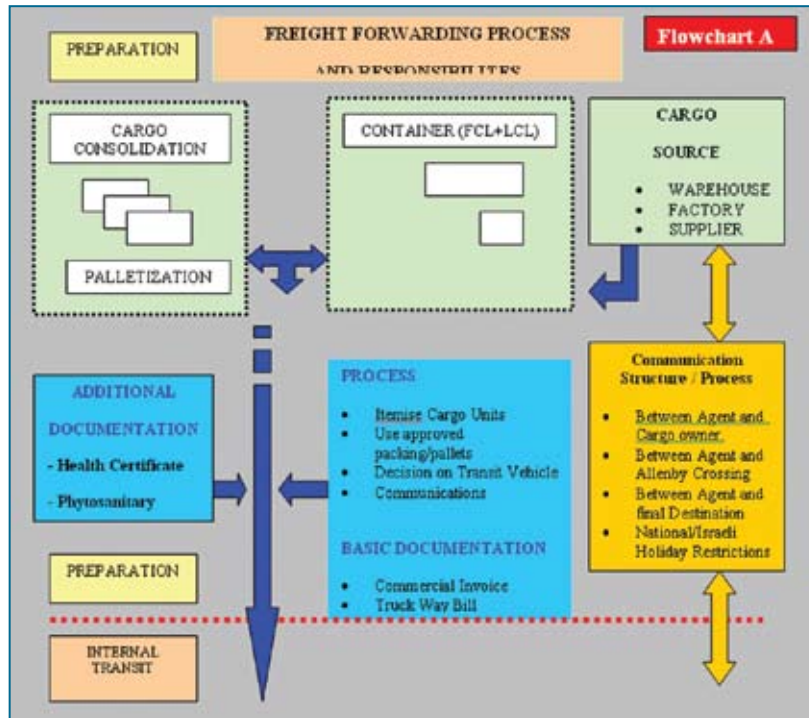 PREPARATION
FREIGHT FORWARDING PROCESS
AND RESPONSIBILITES
Flowchart A
CARGO
CONSOLIDATION
PALLETIZATION
CONTAINER (FCL+LCL)
CARGO
SOURCE
• WAREHOUSE
• FACTORY
• SUPPLIER
ADDITIONAL
DOCUMENTATION
- Health Certificate
- Phytosanitary
PROCESS
• Itemise Cargo Units
• Use approved
packing/pallets
• Decision on Transit Vehicle
• Communications
BASIC DOCUMENTATION
• Commercial Invoice
• Truck Way Bill
Communication
Structure / Process
• Between Agent and
Cargo owner.
• Between Agent and
Allenby Crossing
• Between Agent and
final Destination
• National/Israeli
Holiday Restrictions
PREPARATION
INTERNAL
TRANSIT